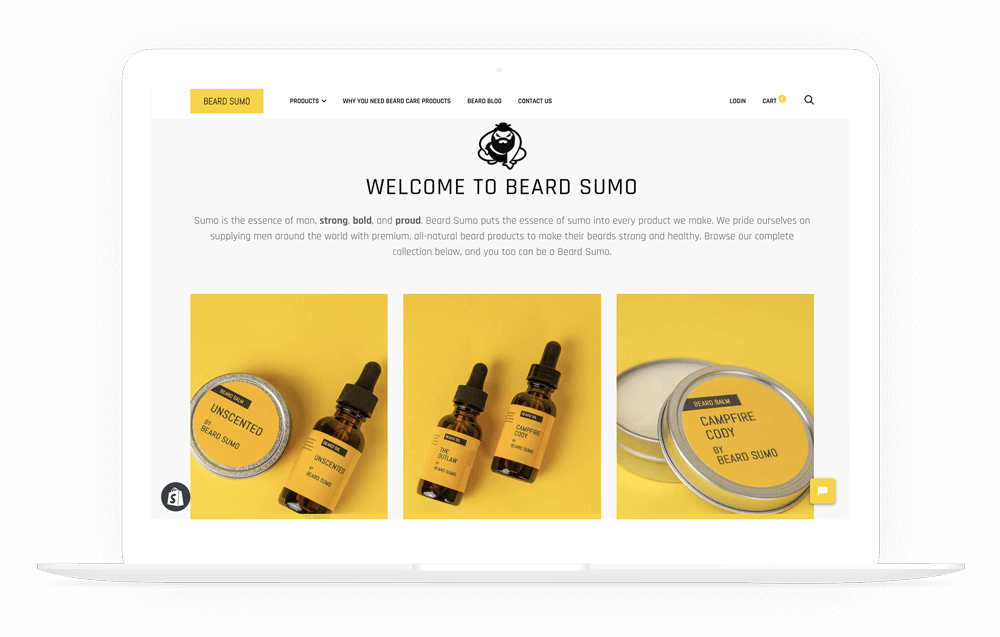 BEARD SUMO
PRODUCTS
WHY YOU NEED BEARD CARE PRODUCTS
BEARD BLOG
CONTACT US
LOGIN
CART
WELCOME TO BEARD SUMO
Sumo is the essence of man, strong, bold, and proud. Beard Sumo puts the essence of sumo into every product we make. We pride ourselves on
supplying men around the world with premium, all-natural beard products to make their beards strong and healthy. Browse our complete
collection below, and you too can be a Beard Sumo.
BEARD BALM
UNSCENTED
BY
BEARD SUMO
BEARD OIL
UNSCENTED
BY
BEARD SUMO
BEARD OIL
THE
OUTLAW
BY
BEARD SUMO
BEARD OIL
CAMPFIRE
CODY
BY
BEARD SUMO
BEARD BALM
CAMPFIRE
CODY
BY
BEARD SUMO